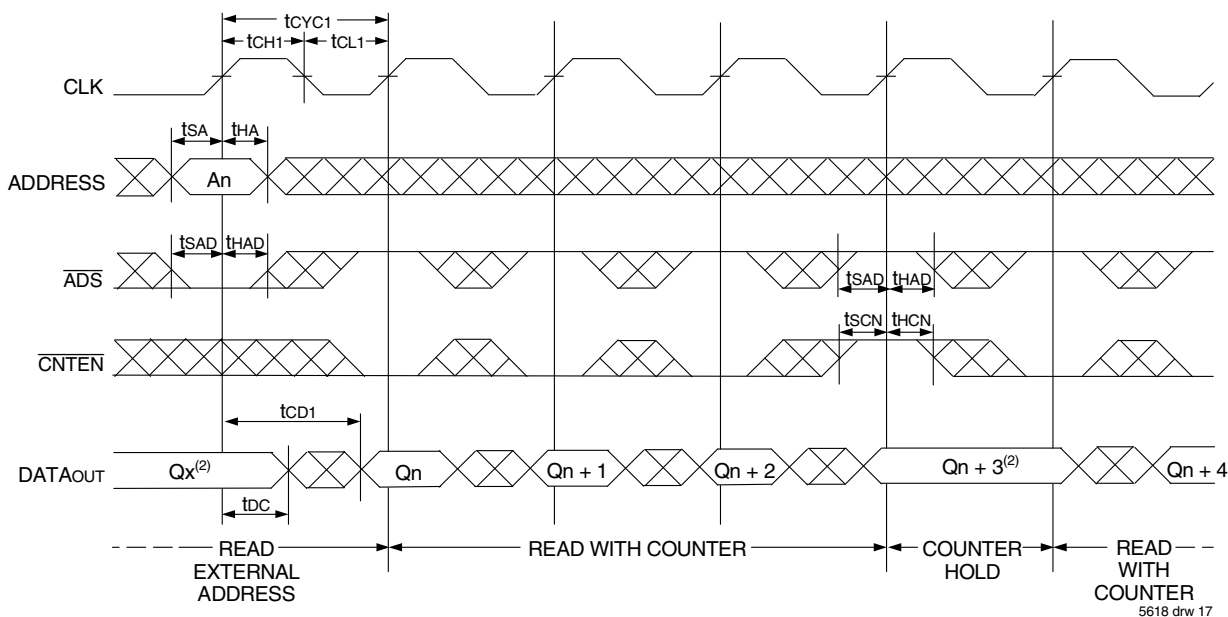 tCYC1
tCH1 tCL1
CLK
tSA tHA
ADDRESS An
tSAD tHAD
ADS tSAD tHAD
tSCN tHCN
CNTEN
tCD1
DATAOUT Qx(2) Qn Qn + 1 Qn + 2 Qn + 3(2) Qn + 4
tDC
READ EXTERNAL ADDRESS
READ WITH COUNTER
COUNTER HOLD
READ WITH COUNTER
5618 drw 17